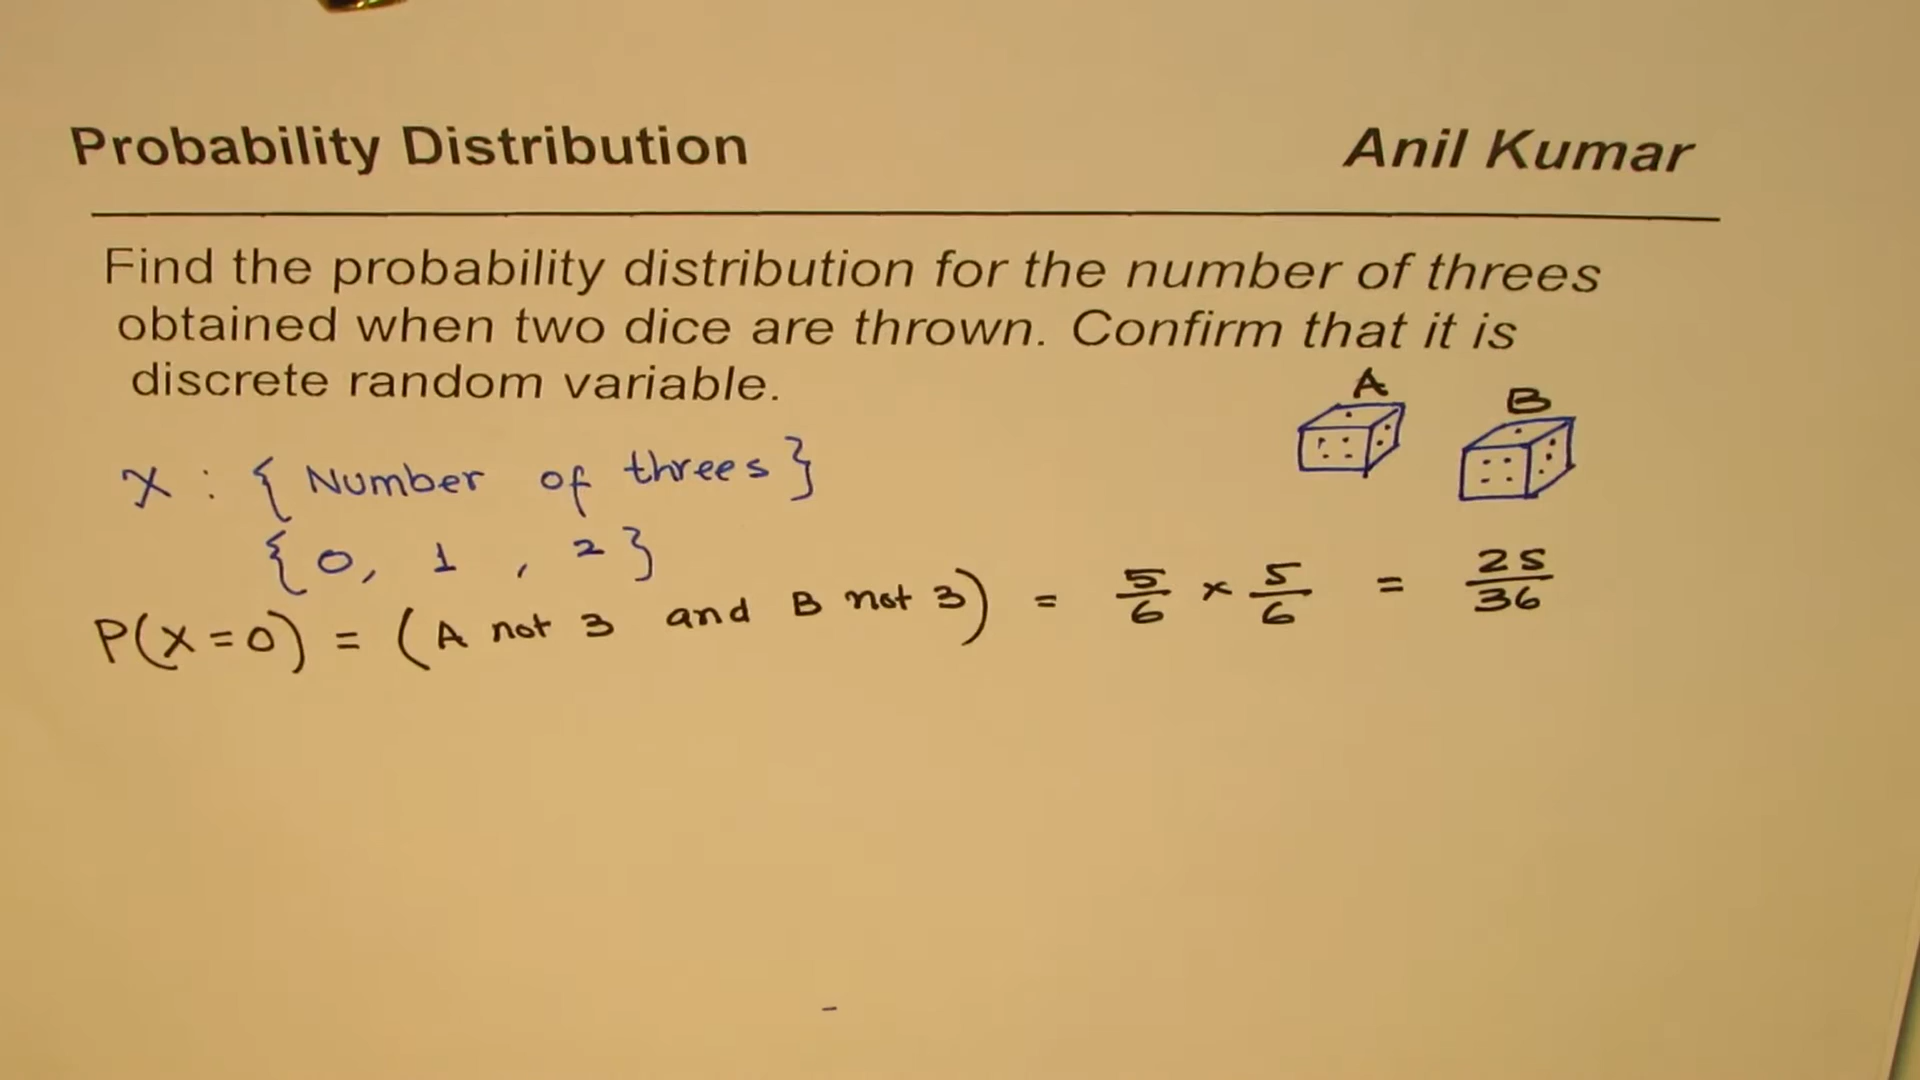 Probability Distribution Anil Kumar
Find the probability distribution for the number of threes
obtained when two dice are thrown. Confirm that it is
discrete random variable.
A B
X : { Number of threes }
{ 0, 1 , 2 }
P(X=0) = (A not 3 and B not 3) = 5/6 × 5/6 = 25/36